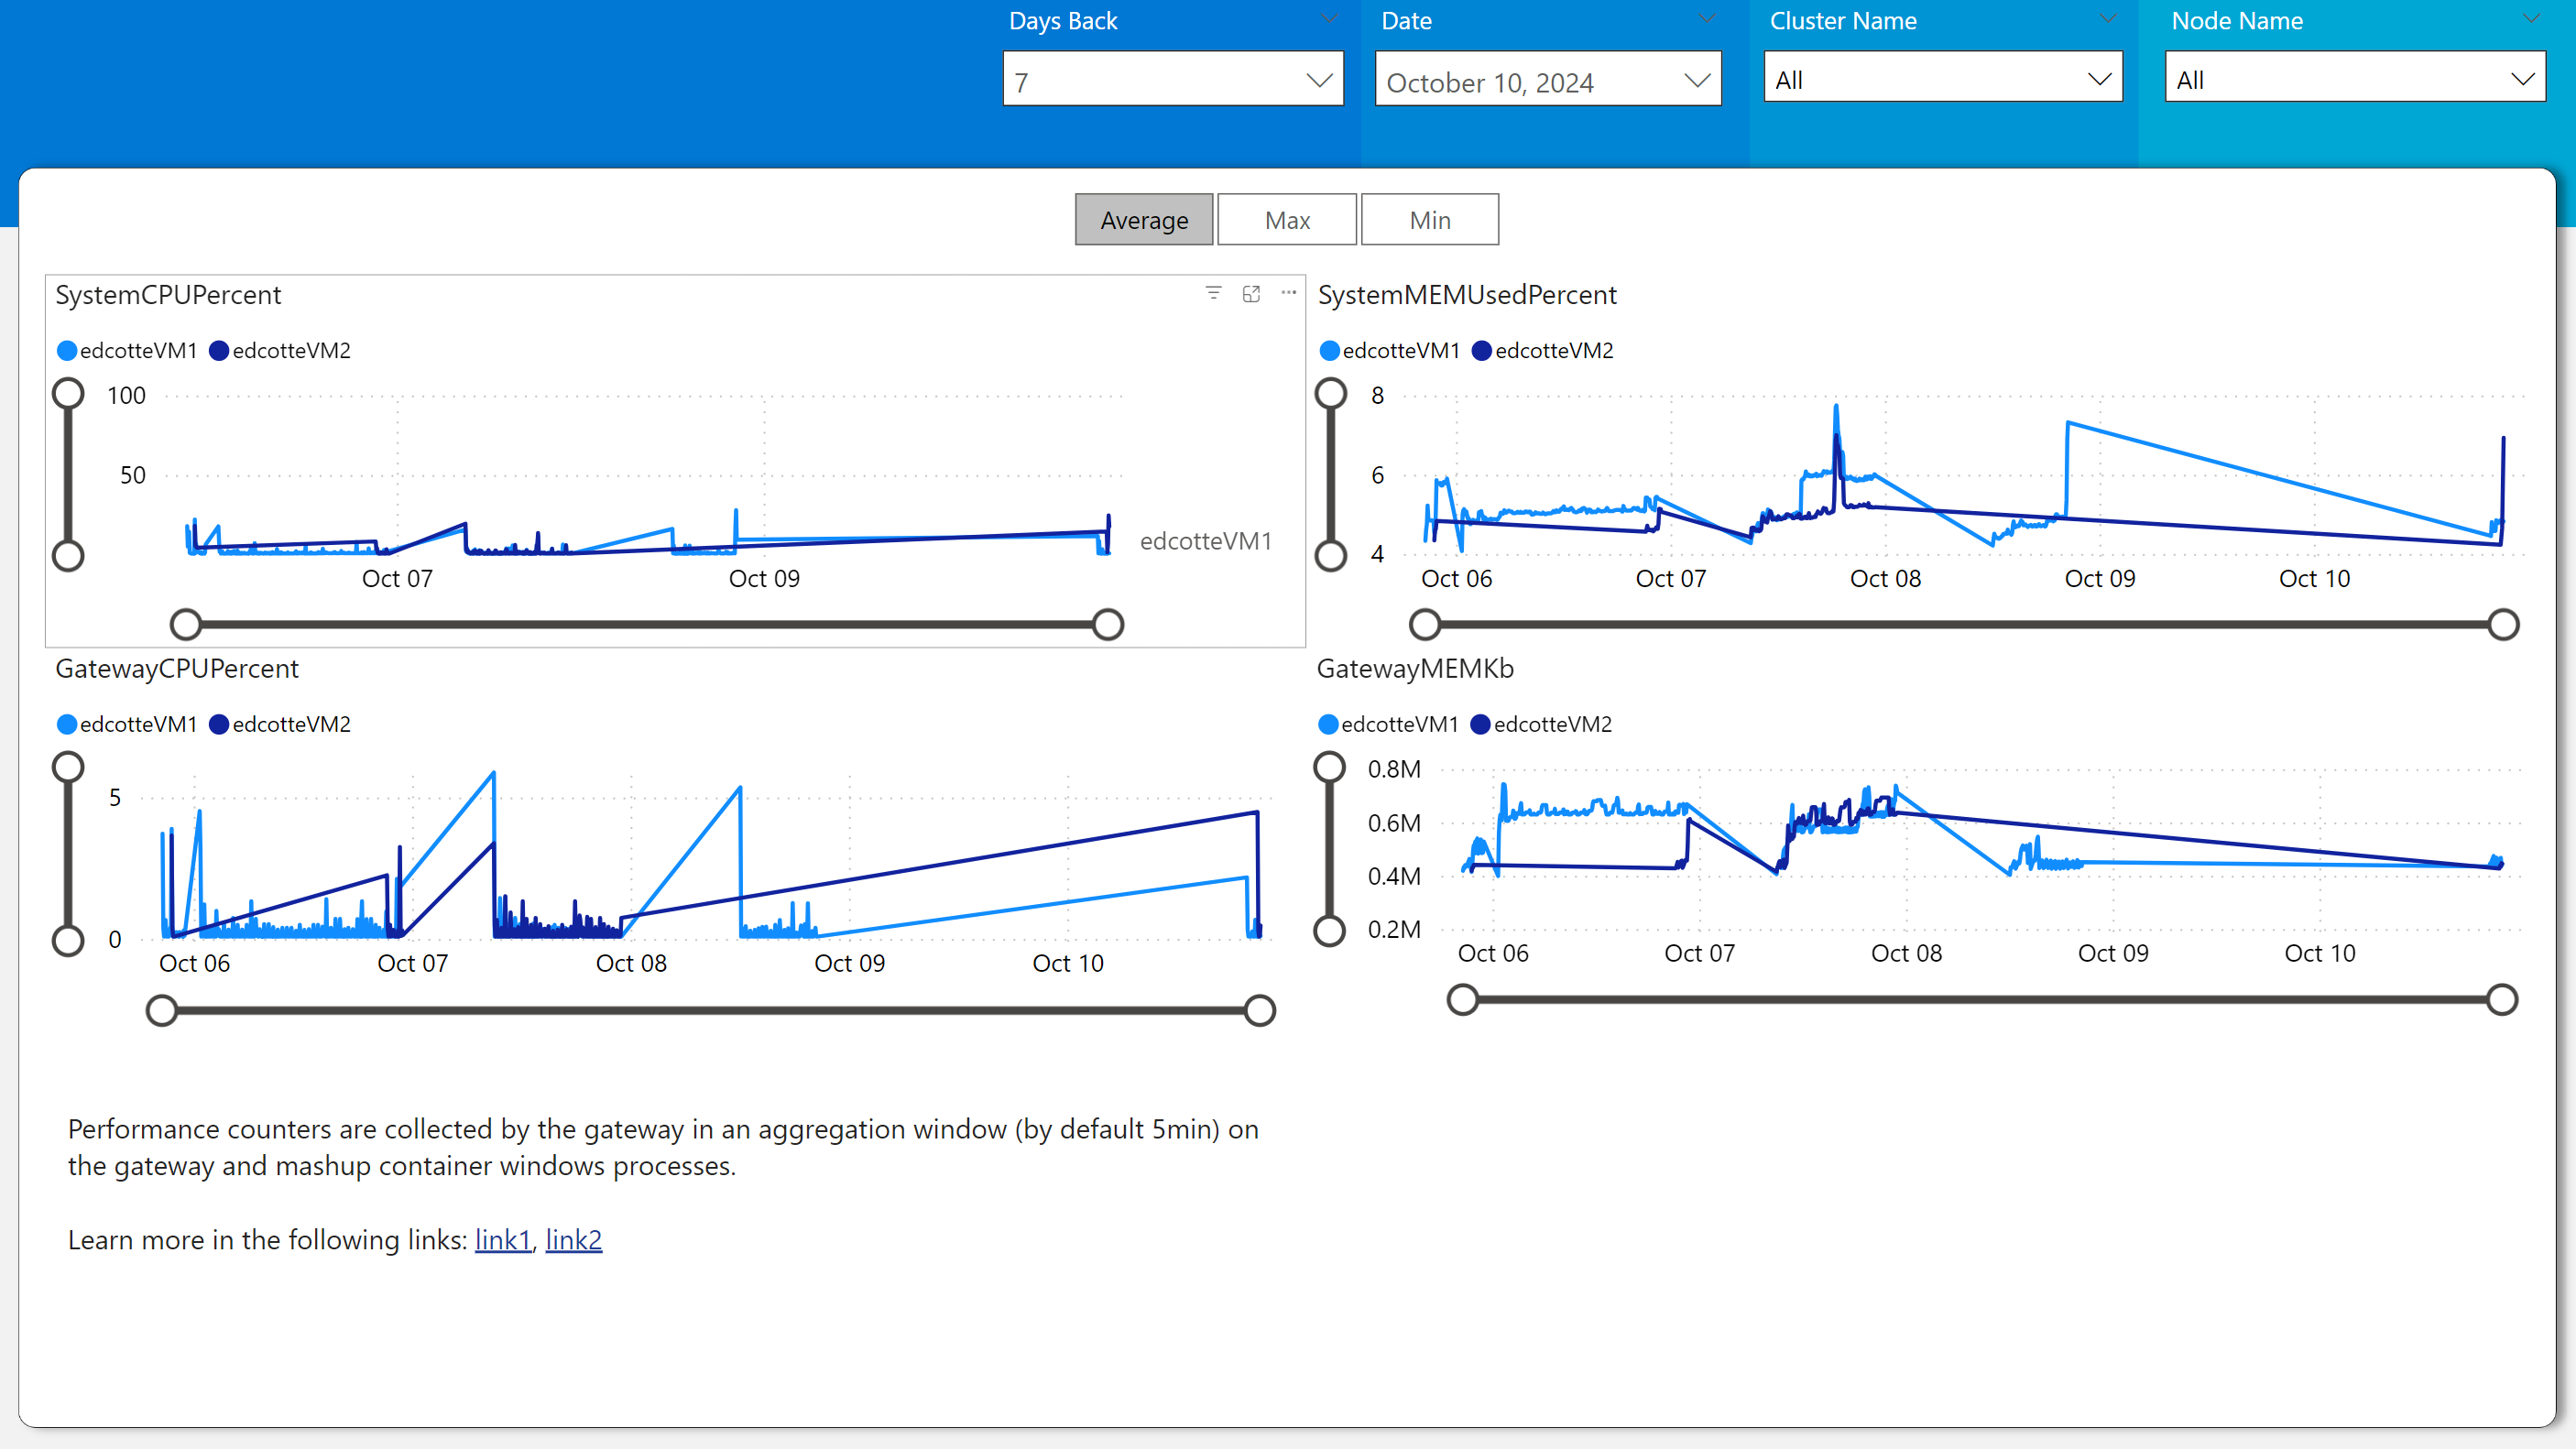 Days Back
Date
Cluster Name
Node Name
7
October 10, 2024
All
All
Average
Max
Min
SystemCPUPercent
edcotteVM1 edcotteVM2
100
50
edcotteVM1
Oct 07
Oct 09
SystemMEMUsedPercent
edcotteVM1 edcotteVM2
8
6
4
Oct 06
Oct 07
Oct 08
Oct 09
Oct 10
GatewayCPUPercent
edcotteVM1 edcotteVM2
5
0
Oct 06
Oct 07
Oct 08
Oct 09
Oct 10
GatewayMEMKb
edcotteVM1 edcotteVM2
0.8M
0.6M
0.4M
0.2M
Oct 06
Oct 07
Oct 08
Oct 09
Oct 10
Performance counters are collected by the gateway in an aggregation window (by default 5min) on
the gateway and mashup container windows processes.
Learn more in the following links: link1, link2